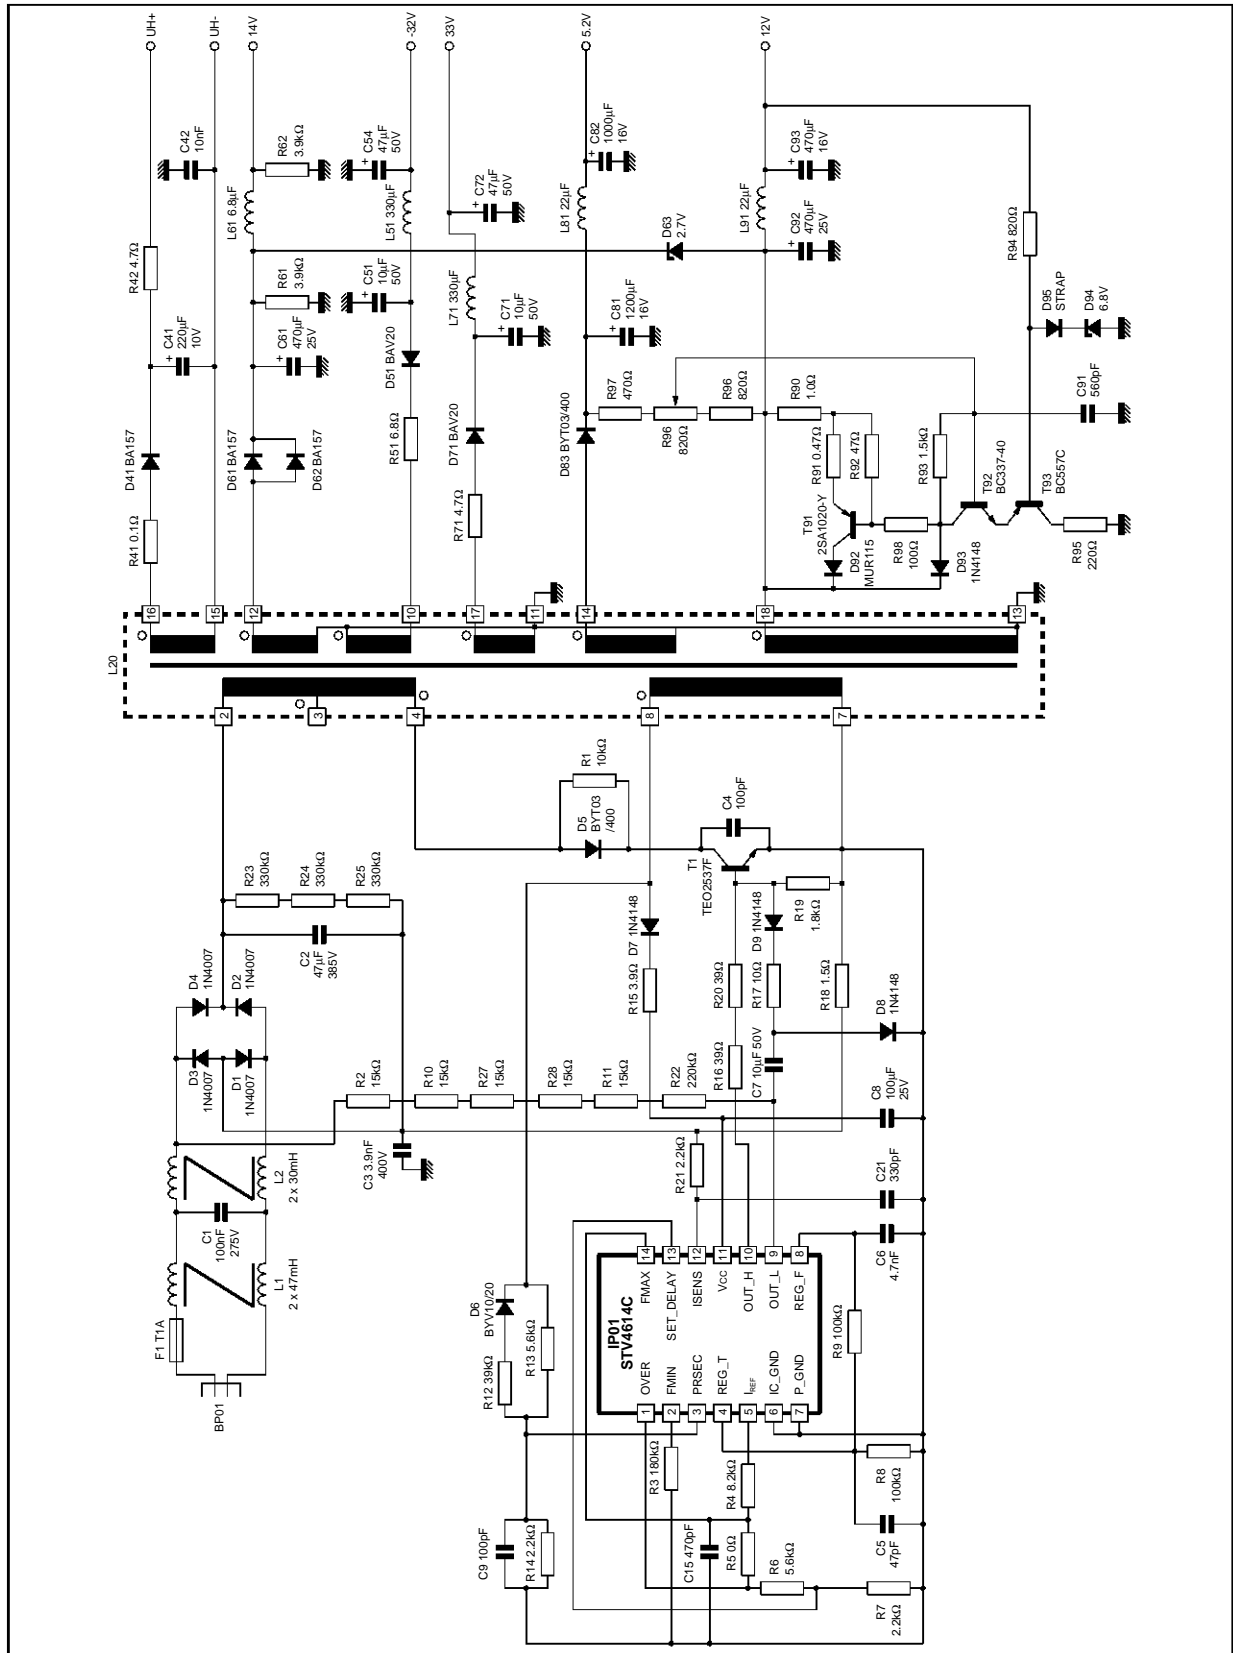 UH+
UH-
14V
-32V
33V
5.2V
12V
C42
10nF
R62
3.9kΩ
+
C54
47µF
50V
+
C72
47µF
50V
+
C82
1000µF
16V
+
C93
470µF
16V
L61 6.8µF
L51 330µF
L81 22µF
L91 22µF
R42 4.7Ω
R61
3.9kΩ
+
C51
10µF
50V
L71 330µF
D63
2.7V
+
C92
470µF
25V
R94 820Ω
+
C41
220µF
10V
+
C61
470µF
25V
D51 BAV20
+
C71
10µF
50V
+
C81
1200µF
16V
D95
STRAP
D94
6.8V
D41 BA157
D61 BA157
D62 BA157
R51 6.8Ω
D71 BAV20
D83 BYT03/400
R97
470Ω
R96
820Ω
R96
820Ω
R90
1.0Ω
C91
560pF
R41 0.1Ω
R71 4.7Ω
R91 0.47Ω
R92 47Ω
R93 1.5kΩ
T92
BC337-40
T93
BC557C
T91
2SA1020-Y
D92
MUR115
R98
100Ω
D93
1N4148
R95
220Ω
16
15
12
10
17
11
14
18
13
L20
2
3
4
8
7
R1
10kΩ
D5
BYT03
/400
C4
100pF
T1
TEO2537F
R23
330kΩ
R24
330kΩ
R25
330kΩ
C2
47µF
385V
D4
1N4007
D2
1N4007
D3
1N4007
D1
1N4007
D7 1N4148
R15 3.9Ω
D9 1N4148
R19
1.8kΩ
R20 39Ω
R17 10Ω
R18 1.5Ω
D8
1N4148
R16 39Ω
C7 10µF 50V
C8
100µF
25V
R2
15kΩ
R10
15kΩ
R27
15kΩ
R28
15kΩ
R11
15kΩ
R22
220kΩ
C3 3.9nF
400V
R21 2.2kΩ
C21
330pF
L2
2 x 30mH
C1
100nF
275V
L1
2 x 47mH
F1 T1A
BP01
D6
BYV10/20
R12 39kΩ
R13 5.6kΩ
14
13
12
11
10
9
8
FMAX
SET_DELAY
ISENS
VCC
OUT_H
OUT_L
REG_F
IP01
STV4614C
OVER
FMIN
PRSEC
REG_T
IREF
IC_GND
P_GND
1
2
3
4
5
6
7
C6
4.7nF
R9 100kΩ
R3 180kΩ
R4 8.2kΩ
R8
100kΩ
C9 100pF
R14 2.2kΩ
C15 470pF
R5 0Ω
R6
5.6kΩ
C5
47pF
R7
2.2kΩ